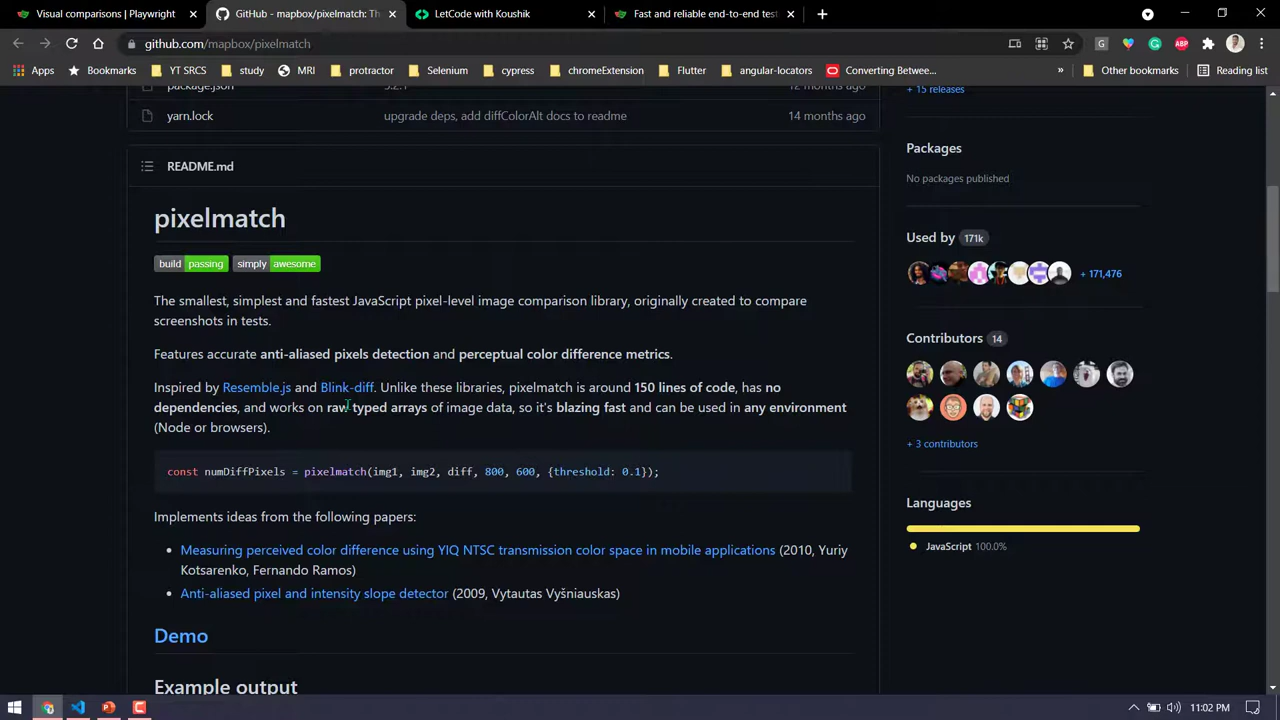 Visual comparisons | Playwright
GitHub - mapbox/pixelmatch: Th
LetCode with Koushik
Fast and reliable end-to-end test
github.com/mapbox/pixelmatch
Apps
Bookmarks
YT SRCS
study
MRI
protractor
Selenium
cypress
chromeExtension
Flutter
angular-locators
Converting Betwee...
»
Other bookmarks
Reading list
package.json
5.2.1
12 months ago
yarn.lock
upgrade deps, add diffColorAlt docs to readme
14 months ago
README.md
pixelmatch
build passing simply awesome
The smallest, simplest and fastest JavaScript pixel-level image comparison library, originally created to compare
screenshots in tests.
Features accurate anti-aliased pixels detection and perceptual color difference metrics.
Inspired by Resemble.js and Blink-diff. Unlike these libraries, pixelmatch is around 150 lines of code, has no
dependencies, and works on raw typed arrays of image data, so it's blazing fast and can be used in any environment
(Node or browsers).
const numDiffPixels = pixelmatch(img1, img2, diff, 800, 600, {threshold: 0.1});
Implements ideas from the following papers:
• Measuring perceived color difference using YIQ NTSC transmission color space in mobile applications (2010, Yuriy
Kotsarenko, Fernando Ramos)
• Anti-aliased pixel and intensity slope detector (2009, Vytautas Vyšniauskas)
Demo
Example output
+ 15 releases
Packages
No packages published
Used by 171k
+ 171,476
Contributors 14
+ 3 contributors
Languages
JavaScript 100.0%
11:02 PM